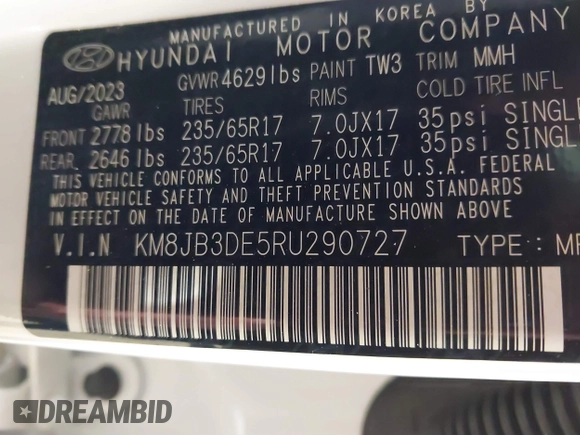 MANUFACTURED IN KOREA BY
HYUNDAI MOTOR COMPANY
AUG/2023 GVWR 4629lbs PAINT TW3 TRIM MMH
GAWR TIRES RIMS COLD TIRE INFL
FRONT 2778lbs 235/65R17 7.0JX17 35psi SINGLE
REAR. 2646lbs 235/65R17 7.0JX17 35psi SINGL
THIS VEHICLE CONFORMS TO ALL APPLICABLE U.S.A. FEDERAL
MOTOR VEHICLE SAFETY AND THEFT PREVENTION STANDARDS
IN EFFECT ON THE DATE OF MANUFACTURE SHOWN ABOVE.
V.I.N KM8JB3DE5RU290727 TYPE: MP
DREAMBID